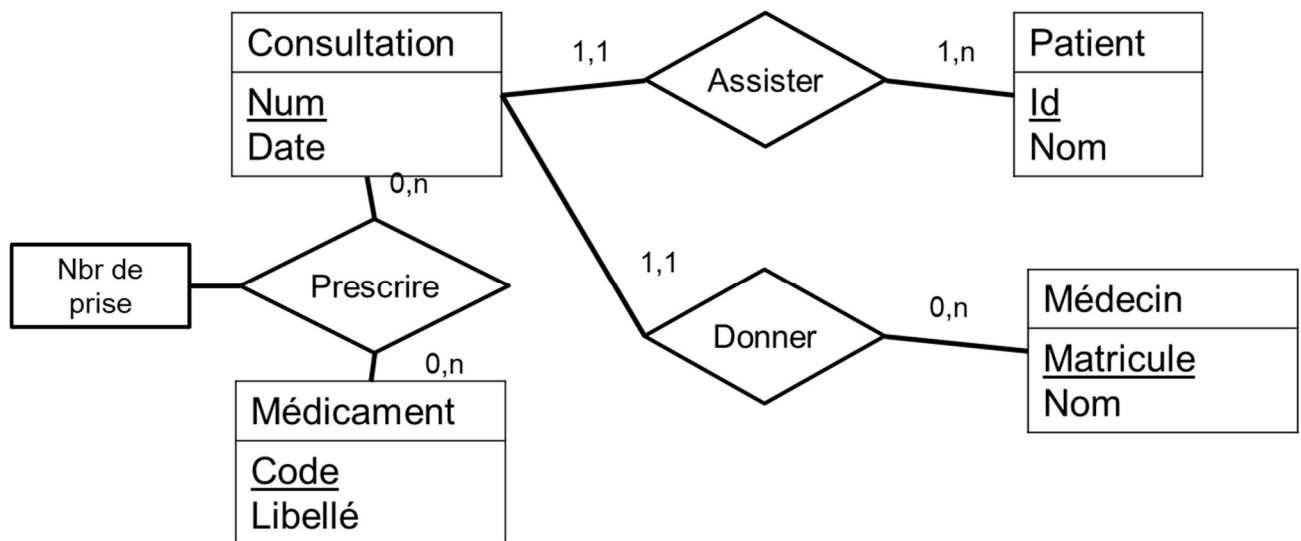 Consultation
Num
Date
1,1
Assister
1,n
Patient
Id
Nom
0,n
Nbr de
prise
Prescrire
0,n
Médicament
Code
Libellé
1,1
Donner
0,n
Médecin
Matricule
Nom